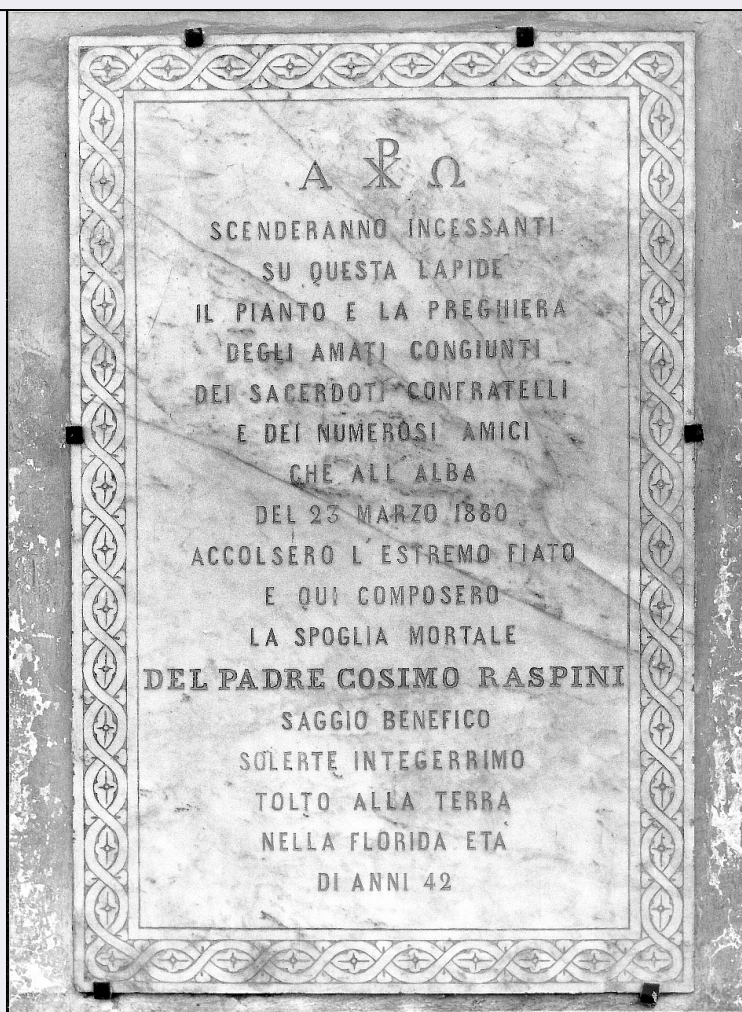 Α ☧ Ω
SCENDERANNO INCESSANTI
SU QUESTA LAPIDE
IL PIANTO E LA PREGHIERA
DEGLI AMATI CONGIUNTI
DEI SACERDOTI CONFRATELLI
E DEI NUMEROSI AMICI
CHE ALL'ALBA
DEL 23 MARZO 1880
ACCOLSERO L'ESTREMO FIATO
E QUI COMPOSERO
LA SPOGLIA MORTALE
DEL PADRE COSIMO RASPINI
SAGGIO BENEFICO
SOLERTE INTEGERRIMO
TOLTO ALLA TERRA
NELLA FLORIDA ETA
DI ANNI 42